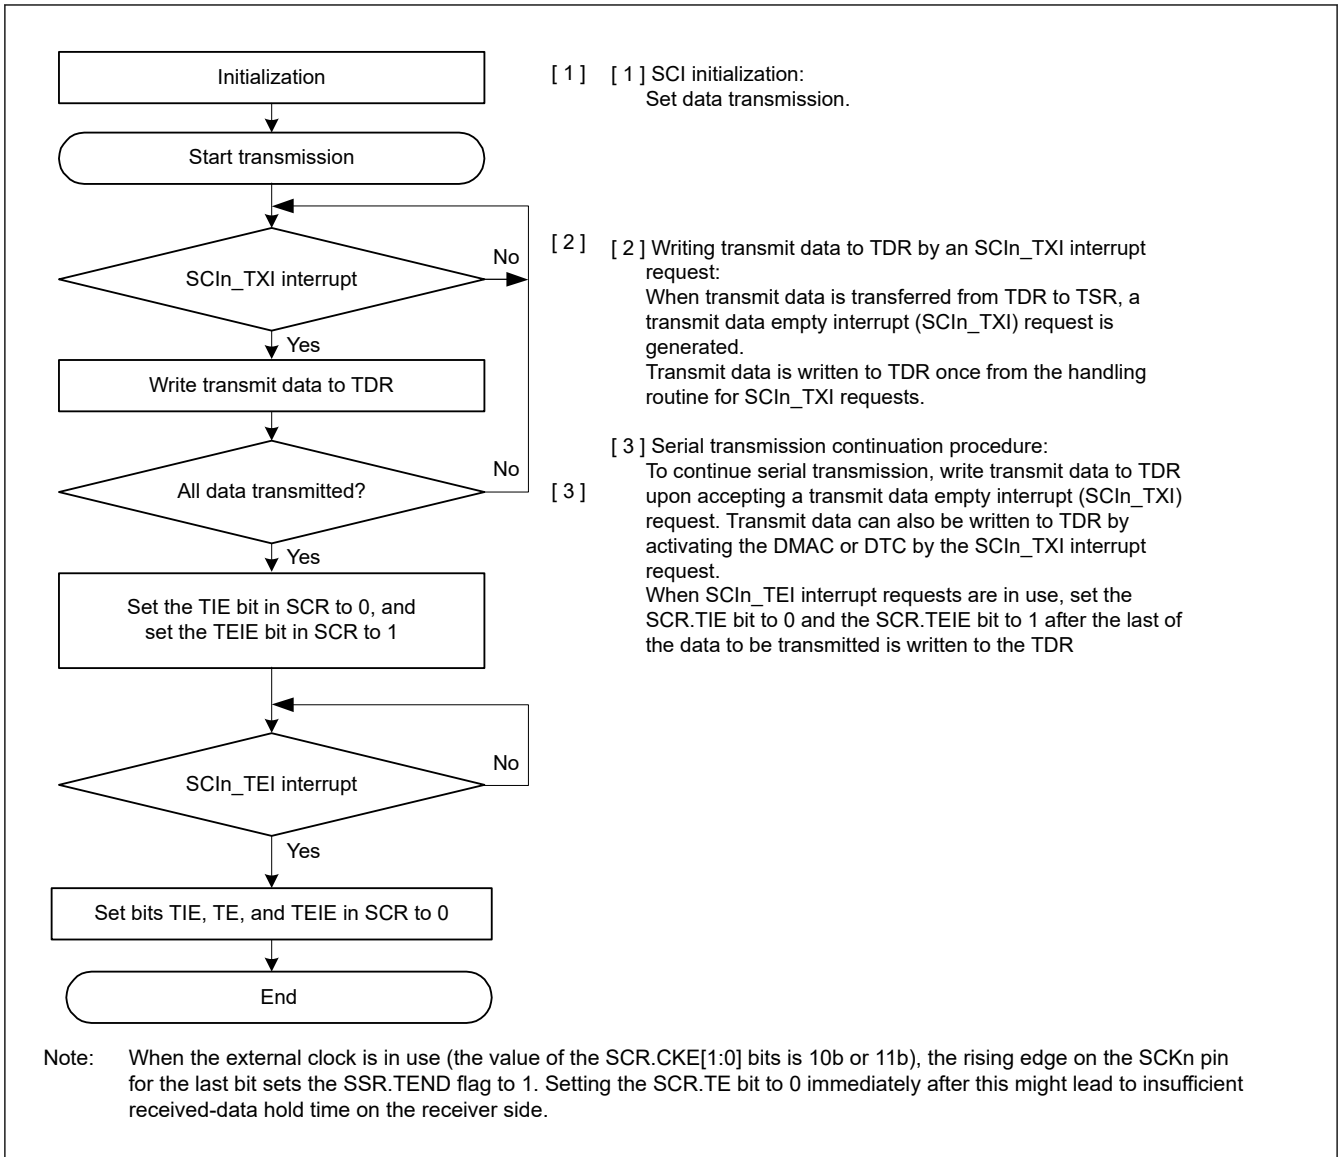 Initialization
[ 1 ]
[ 1 ] SCI initialization:
Set data transmission.
Start transmission
SCIn_TXI interrupt
No
Yes
[ 2 ]
[ 2 ] Writing transmit data to TDR by an SCIn_TXI interrupt
request:
When transmit data is transferred from TDR to TSR, a
transmit data empty interrupt (SCIn_TXI) request is
generated.
Transmit data is written to TDR once from the handling
routine for SCIn_TXI requests.
Write transmit data to TDR
All data transmitted?
No
Yes
[ 3 ]
[ 3 ] Serial transmission continuation procedure:
To continue serial transmission, write transmit data to TDR
upon accepting a transmit data empty interrupt (SCIn_TXI)
request. Transmit data can also be written to TDR by
activating the DMAC or DTC by the SCIn_TXI interrupt
request.
When SCIn_TEI interrupt requests are in use, set the
SCR.TIE bit to 0 and the SCR.TEIE bit to 1 after the last of
the data to be transmitted is written to the TDR
Set the TIE bit in SCR to 0, and
set the TEIE bit in SCR to 1
SCIn_TEI interrupt
No
Yes
Set bits TIE, TE, and TEIE in SCR to 0
End
Note: When the external clock is in use (the value of the SCR.CKE[1:0] bits is 10b or 11b), the rising edge on the SCKn pin
for the last bit sets the SSR.TEND flag to 1. Setting the SCR.TE bit to 0 immediately after this might lead to insufficient
received-data hold time on the receiver side.